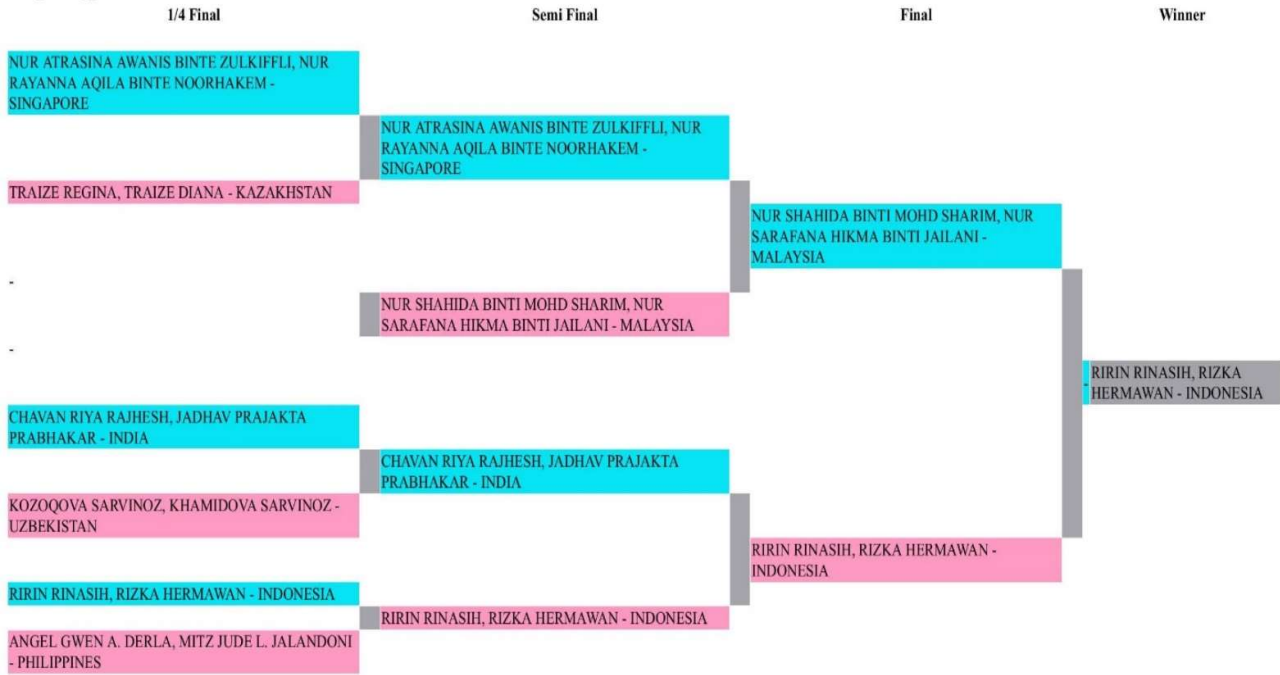 1/4 Final
Semi Final
Final
Winner
NUR ATRASINA AWANIS BINTE ZULKIFFLI, NUR
RAYANNA AQILA BINTE NOORHAKEM -
SINGAPORE
TRAIZE REGINA, TRAIZE DIANA - KAZAKHSTAN
-
-
CHAVAN RIYA RAJHESH, JADHAV PRAJAKTA
PRABHAKAR - INDIA
KOZOQOVA SARVINOZ, KHAMIDOVA SARVINOZ -
UZBEKISTAN
RIRIN RINASIH, RIZKA HERMAWAN - INDONESIA
ANGEL GWEN A. DERLA, MITZ JUDE L. JALANDONI
- PHILIPPINES
NUR ATRASINA AWANIS BINTE ZULKIFFLI, NUR
RAYANNA AQILA BINTE NOORHAKEM -
SINGAPORE
NUR SHAHIDA BINTI MOHD SHARIM, NUR
SARAFANA HIKMA BINTI JAILANI - MALAYSIA
CHAVAN RIYA RAJHESH, JADHAV PRAJAKTA
PRABHAKAR - INDIA
RIRIN RINASIH, RIZKA HERMAWAN - INDONESIA
NUR SHAHIDA BINTI MOHD SHARIM, NUR
SARAFANA HIKMA BINTI JAILANI -
MALAYSIA
RIRIN RINASIH, RIZKA HERMAWAN -
INDONESIA
-
RIRIN RINASIH, RIZKA
HERMAWAN - INDONESIA